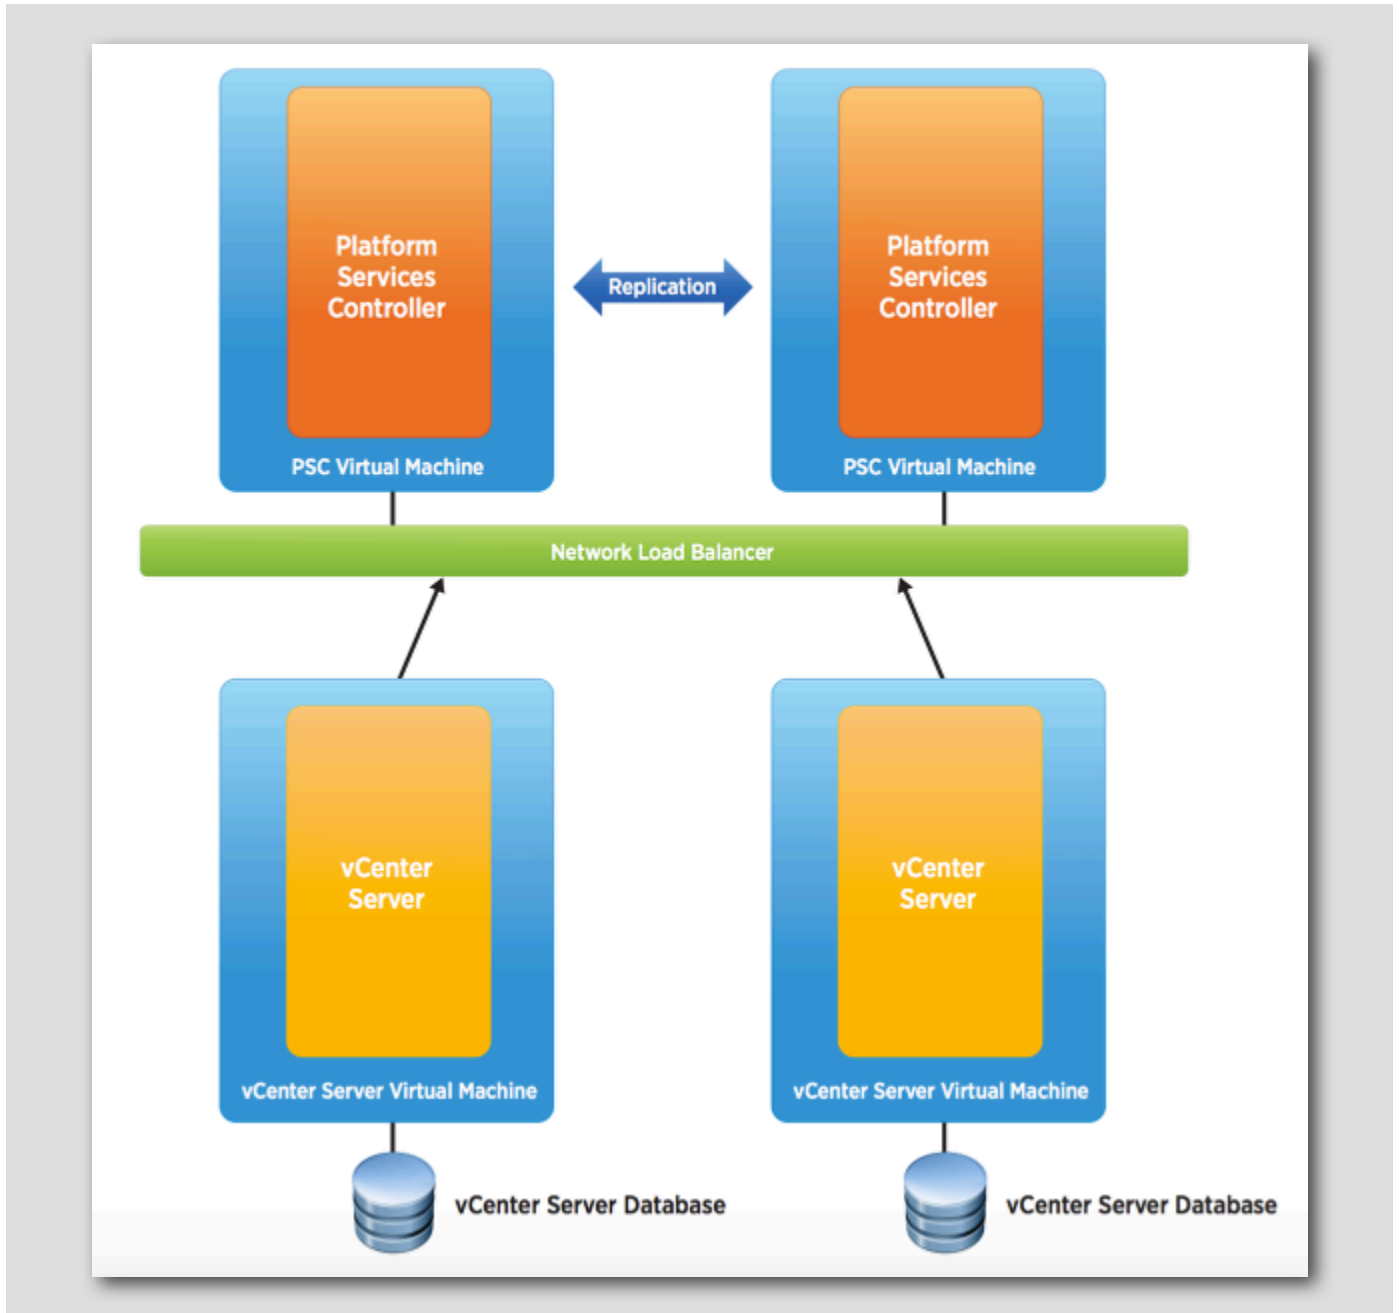 Platform
Services
Controller
PSC Virtual Machine
Replication
Platform
Services
Controller
PSC Virtual Machine
Network Load Balancer
vCenter
Server
vCenter Server Virtual Machine
vCenter Server Database
vCenter
Server
vCenter Server Virtual Machine
vCenter Server Database